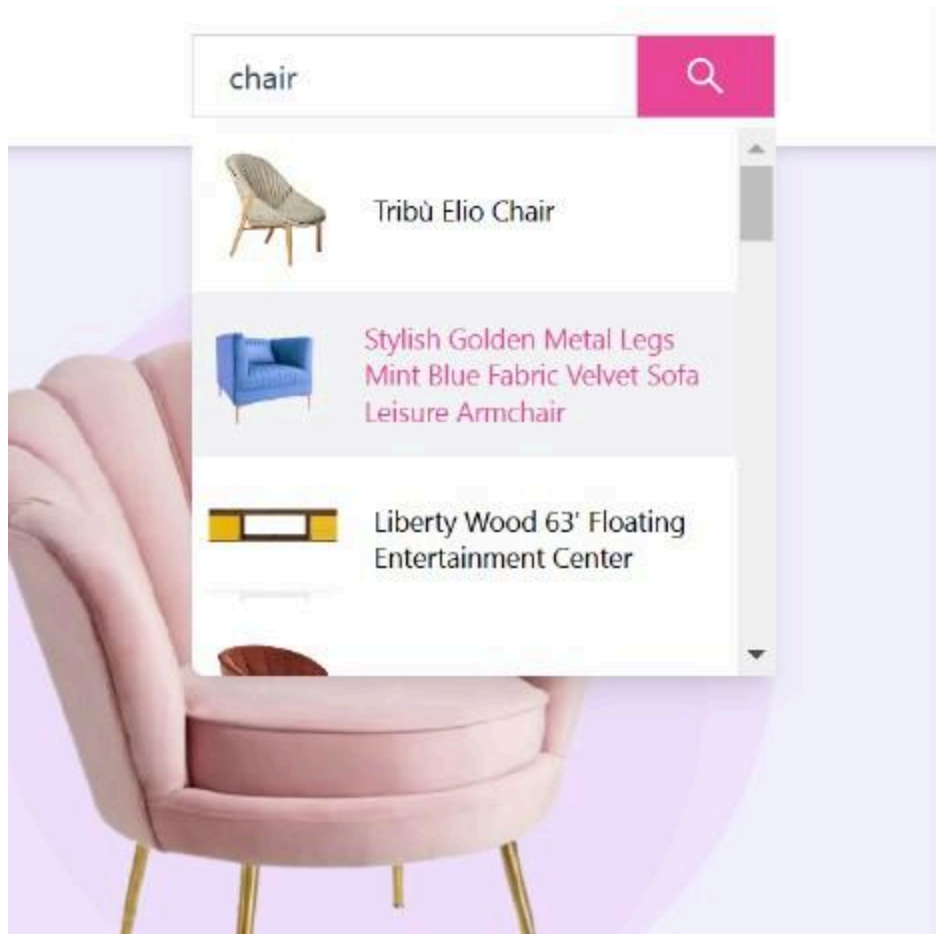 chair
Tribù Elio Chair
Stylish Golden Metal Legs
Mint Blue Fabric Velvet Sofa
Leisure Armchair
Liberty Wood 63' Floating
Entertainment Center